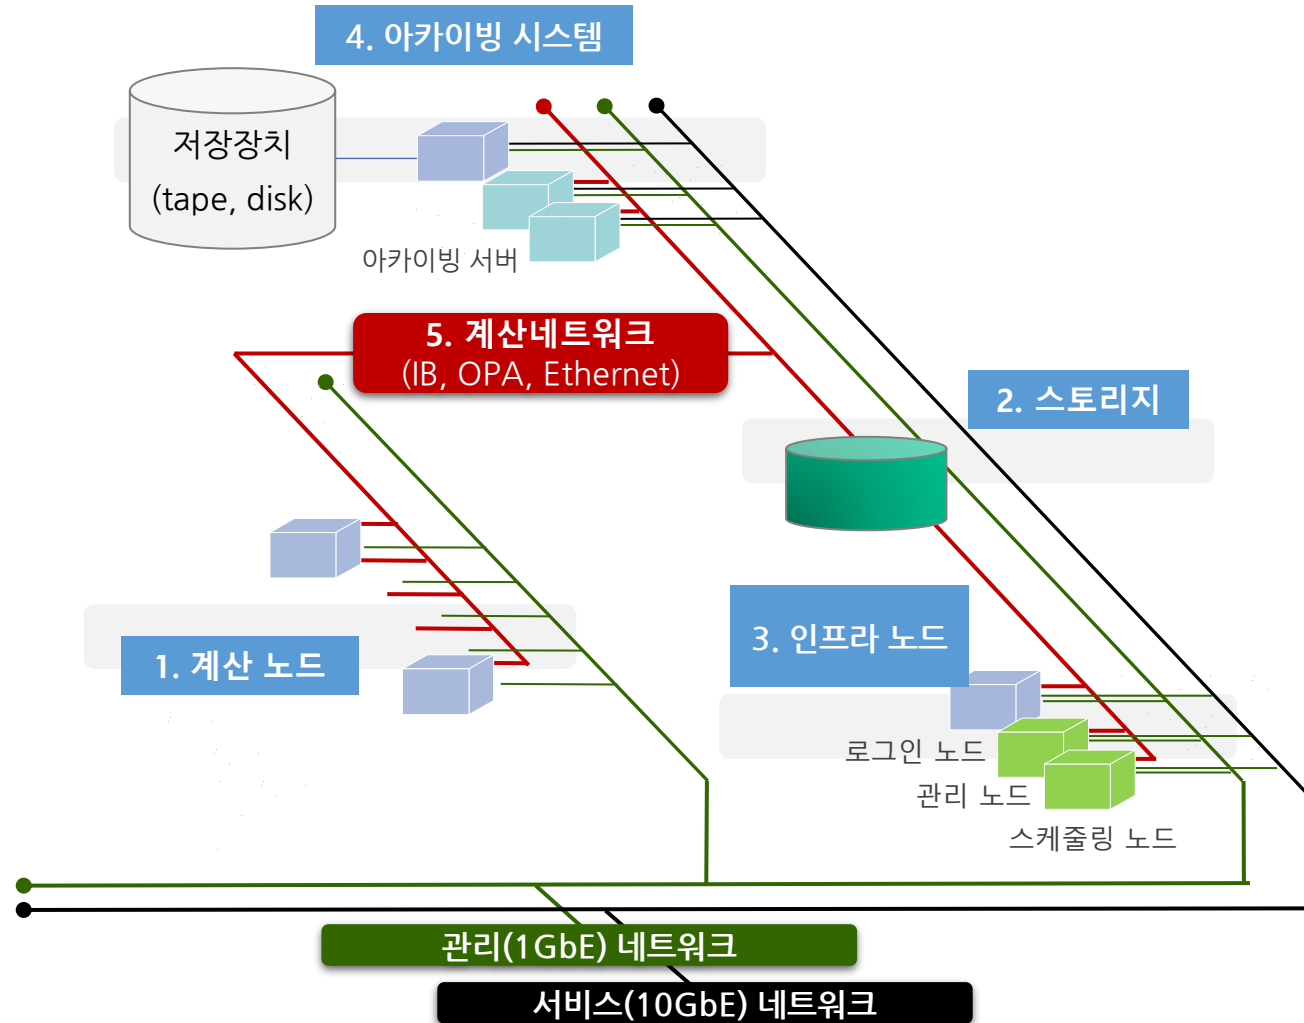 4. 아카이빙 시스템
저장장치
(tape, disk)
아카이빙 서버
5. 계산네트워크
(IB, OPA, Ethernet)
2. 스토리지
3. 인프라 노드
1. 계산 노드
로그인 노드
관리 노드
스케줄링 노드
관리(1GbE) 네트워크
서비스(10GbE) 네트워크